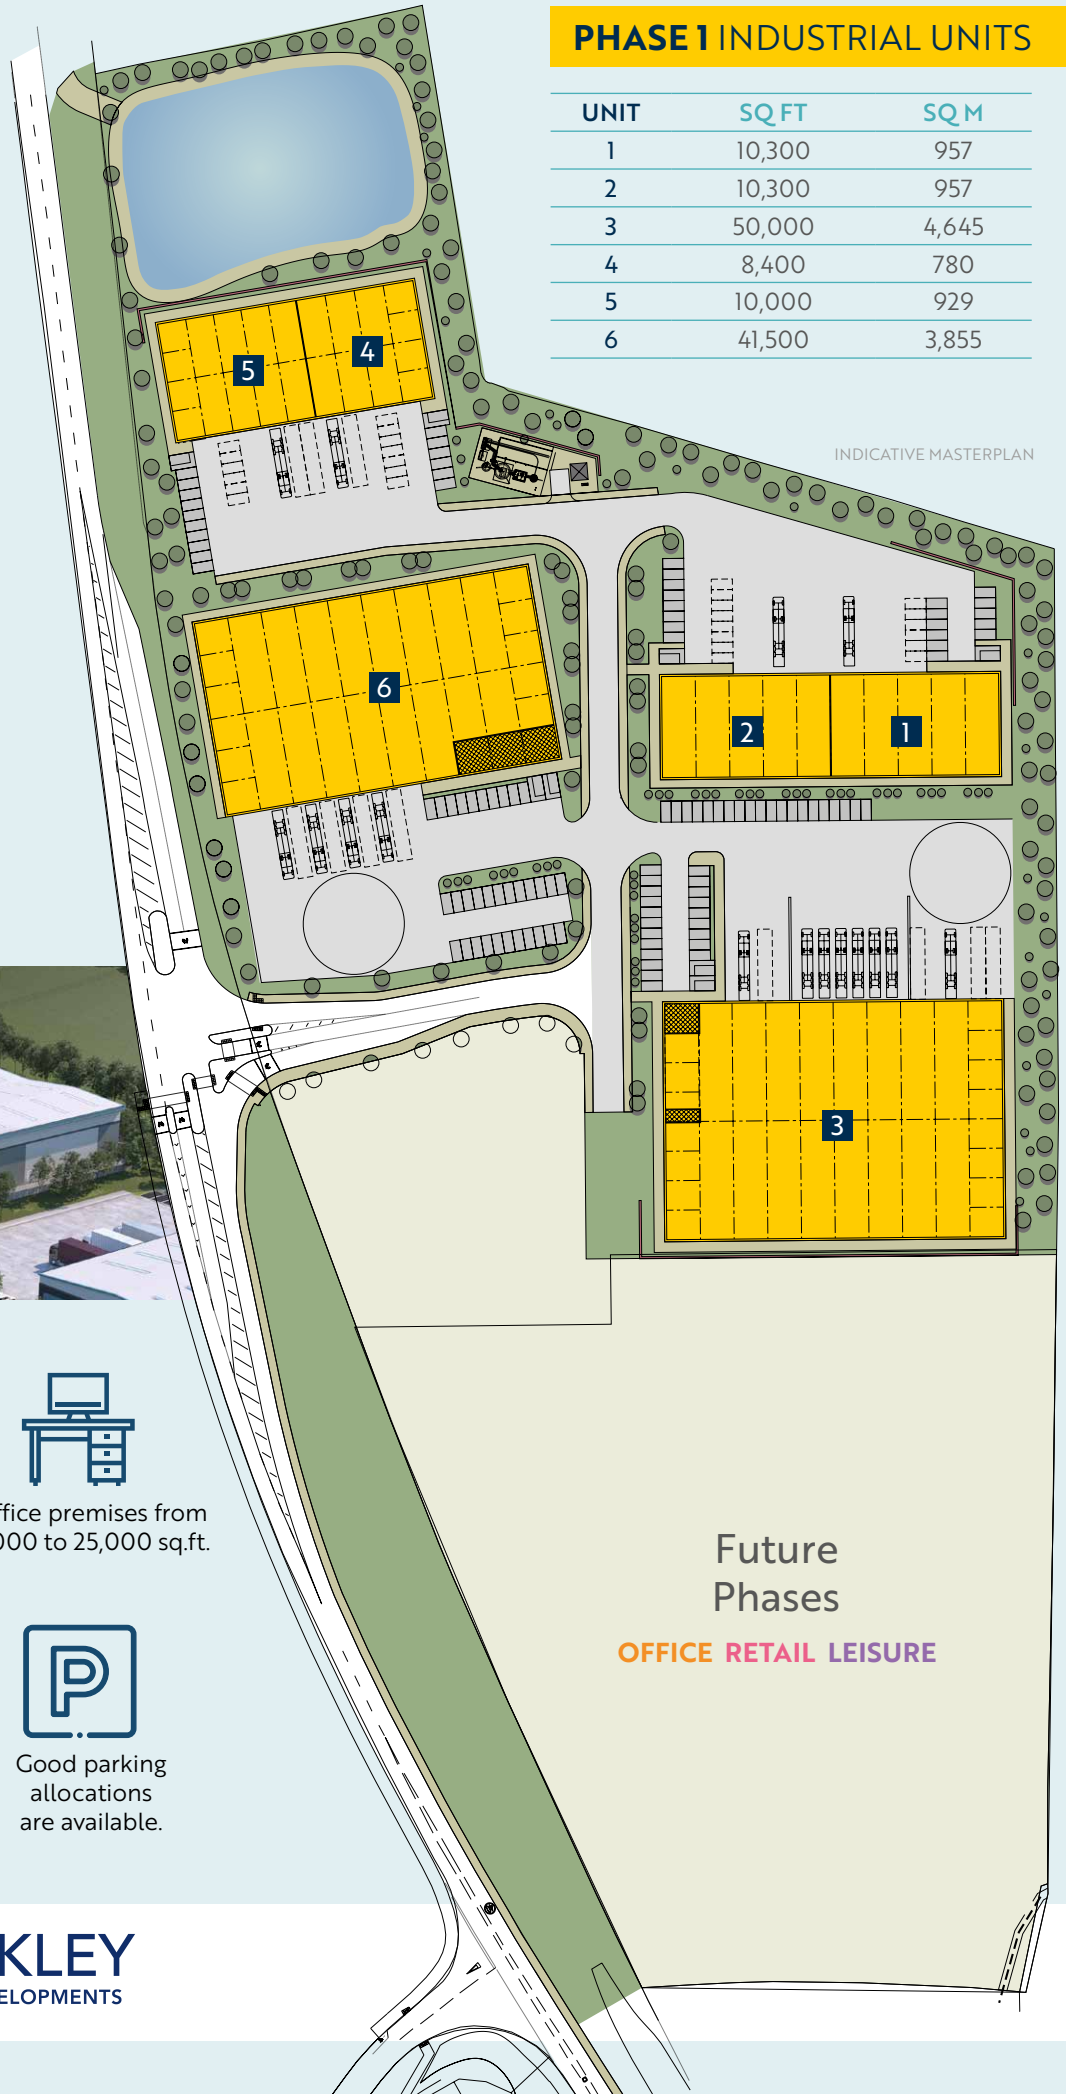 PHASE 1 INDUSTRIAL UNITS
UNIT SQ FT SQ M
1 10,300 957
2 10,300 957
3 50,000 4,645
4 8,400 780
5 10,000 929
6 41,500 3,855
INDICATIVE MASTERPLAN
5
4
6
2
1
3
premises from
to 25,000 sq.ft.
Future
Phases
OFFICE RETAIL LEISURE
P
Good parking
allocations
are available.
KLEY
ELOPMENTS